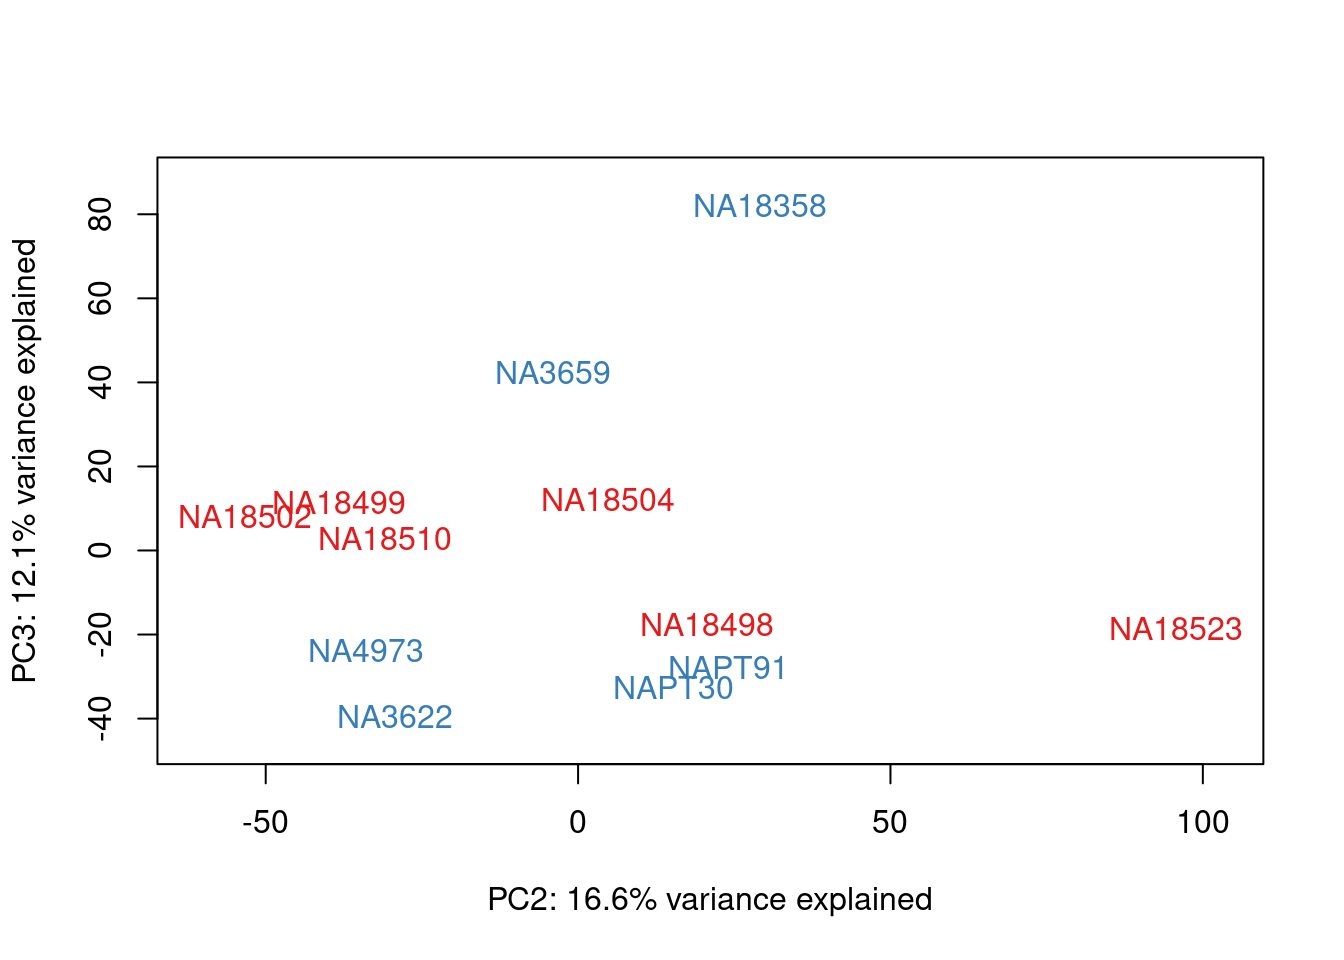 NA18358
NA3659
NA18499
NA18504
NA18502
NA18510
NA18498
NA18523
NA4973
NAPT91
NAPT30
NA3622
80
60
40
20
0
-20
-40
PC3: 12.1% variance explained
-50 0 50 100
PC2: 16.6% variance explained